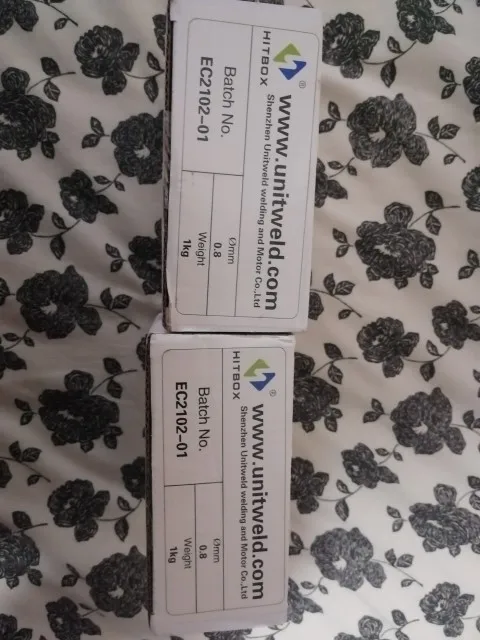 HITBOX
®
www.unitweld.com
Shenzhen Unitweld welding and Motor Co.,Ltd
Batch No.
EC2102-01
Ømm
0.8
Weight
1kg
HITBOX
®
www.unitweld.com
Shenzhen Unitweld welding and Motor Co.,Ltd
Batch No.
EC2102-01
Ømm
0.8
Weight
1kg